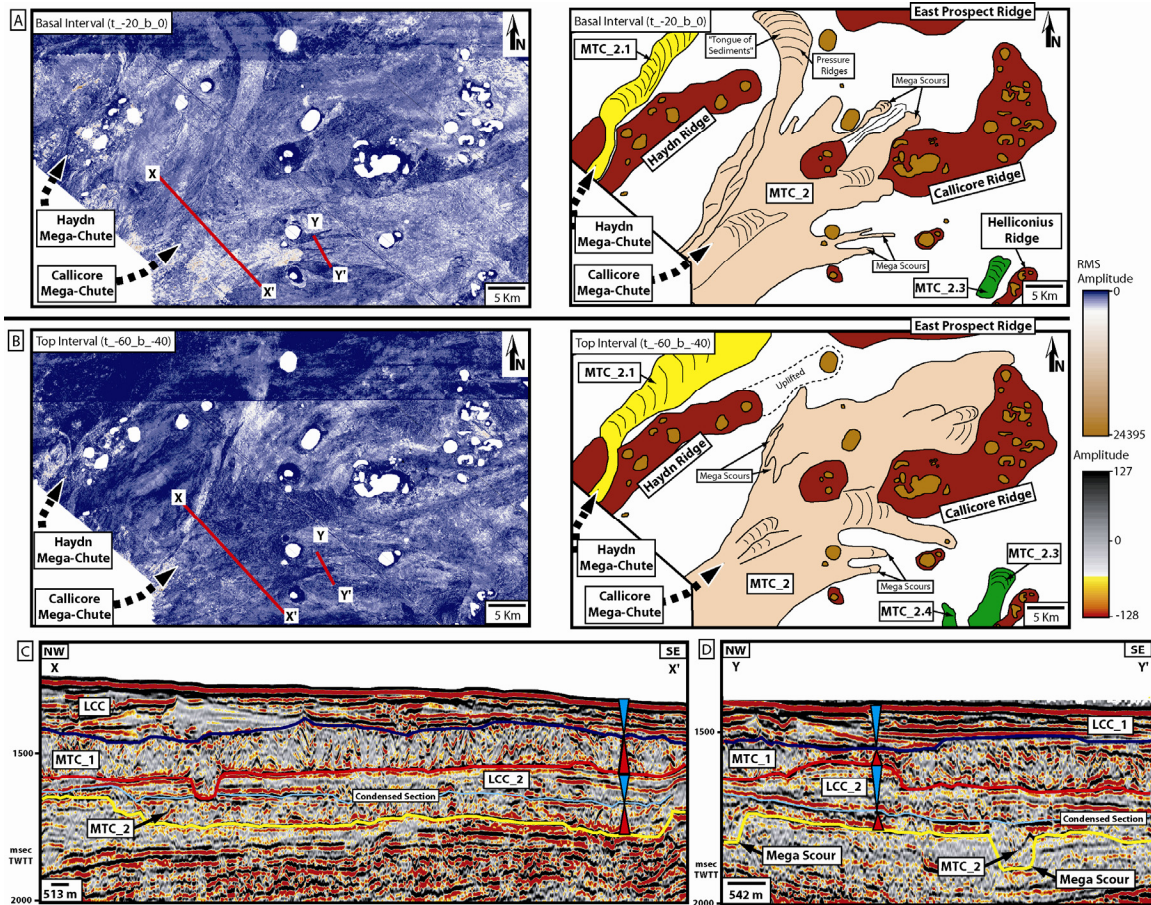 A
Basal Interval (t_-20_b_0)
N
X
X'
Y
Y'
Haydn
Mega-Chute
Callicore
Mega-Chute
5 Km
East Prospect Ridge
MTC_2.1
"Tongue of
Sediments"
Pressure
Ridges
Mega Scours
N
Haydn Ridge
MTC_2
Callicore Ridge
Haydn
Mega-Chute
Callicore
Mega-Chute
Mega Scours
Helliconius
Ridge
MTC_2.3
5 Km
RMS
Amplitude
0
24395
B
Top Interval (t_-60_b_-40)
N
X
X'
Y
Y'
Haydn
Mega-Chute
Callicore
Mega-Chute
5 Km
East Prospect Ridge
Top Interval (t_-60_b_-40)
MTC_2.1
Uplifted
N
Haydn Ridge
Mega Scours
Callicore Ridge
Haydn
Mega-Chute
Callicore
Mega-Chute
MTC_2
Mega Scours
MTC_2.3
MTC_2.4
5 Km
Amplitude
127
0
-128
C
NW
X
SE
X'
LCC
1500
MTC_1
LCC_2
Condensed Section
MTC_2
msec
TWTT
513 m
2000
D
NW
Y
SE
Y'
1500
LCC_1
MTC_1
LCC_2
Condensed Section
Mega Scour
MTC_2
Mega Scour
msec
TWTT
542 m
2000
Basal Interval (t_-20_b_0)